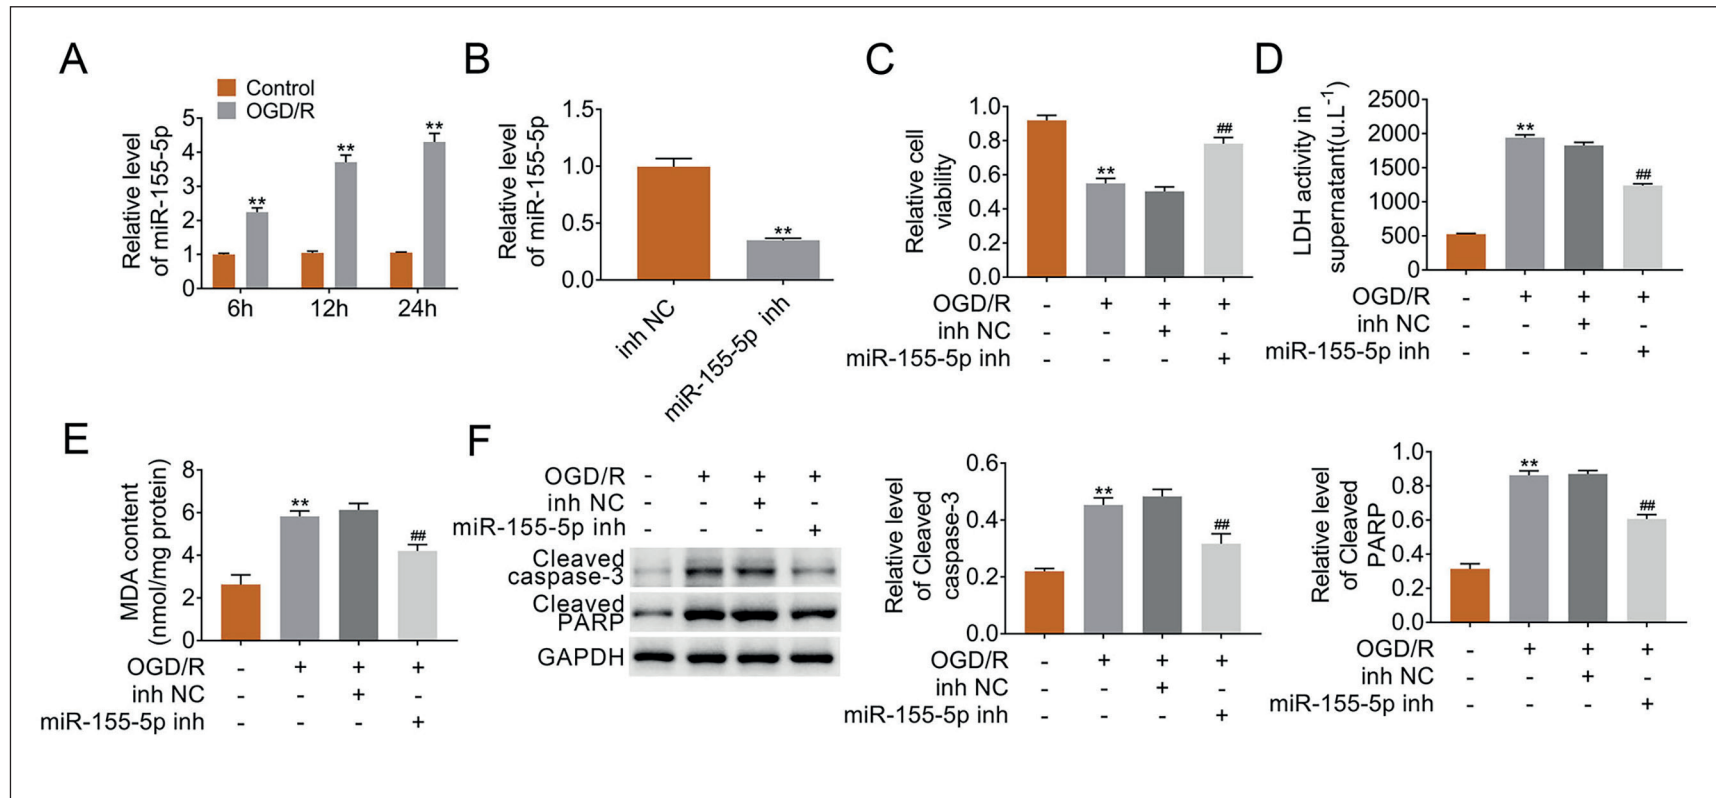 A
Control
OGD/R
Relative level
of miR-155-5p
5
4
3
2
1
0
**
**
**
6h
12h
24h
B
Relative level
of miR-155-5p
1.5
1.0
0.5
0.0
**
inh NC
miR-155-5p inh
C
Relative cell
viability
1.0
0.8
0.6
0.4
0.2
0.0
**
##
OGD/R - + + +
inh NC - - + -
miR-155-5p inh - - - +
D
LDH activity in
supernatant(u.L-1)
2500
2000
1500
1000
500
0
**
##
OGD/R - + + +
inh NC - - + -
miR-155-5p inh - - - +
E
MDA content
(nmol/mg protein)
8
6
4
2
0
**
##
OGD/R - + + +
inh NC - - + -
miR-155-5p inh - - - +
F
OGD/R - + + +
inh NC - - + -
miR-155-5p inh - - - +
Cleaved
caspase-3
Cleaved
PARP
GAPDH
Relative level
of Cleaved
caspase-3
0.6
0.4
0.2
0.0
**
##
OGD/R - + + +
inh NC - - + -
miR-155-5p inh - - - +
Relative level
of Cleaved
PARP
1.0
0.8
0.6
0.4
0.2
0.0
**
##
OGD/R - + + +
inh NC - - + -
miR-155-5p inh - - - +